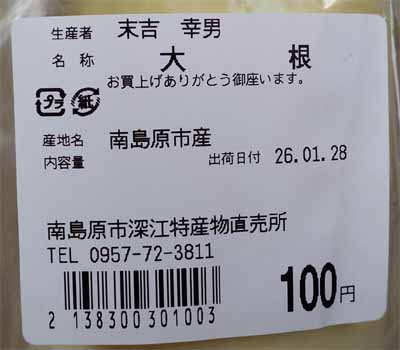 生産者 末吉 幸男
名称 大根
お買上げありがとう御座います。
プラ 紙
産地名 南島原市産
内容量 出荷日付 26.01.28
南島原市深江特産物直売所
TEL 0957-72-3811
100円
2 138300 301003